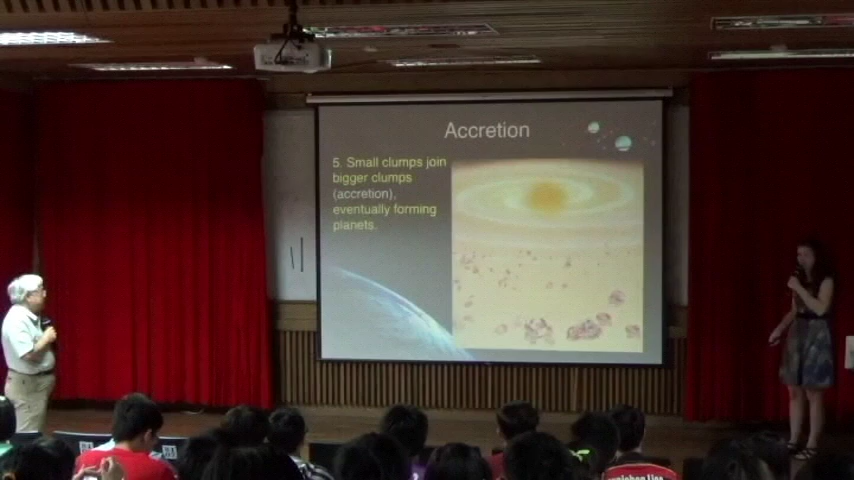 Accretion
5. Small clumps join
bigger clumps
(accretion),
eventually forming
planets.